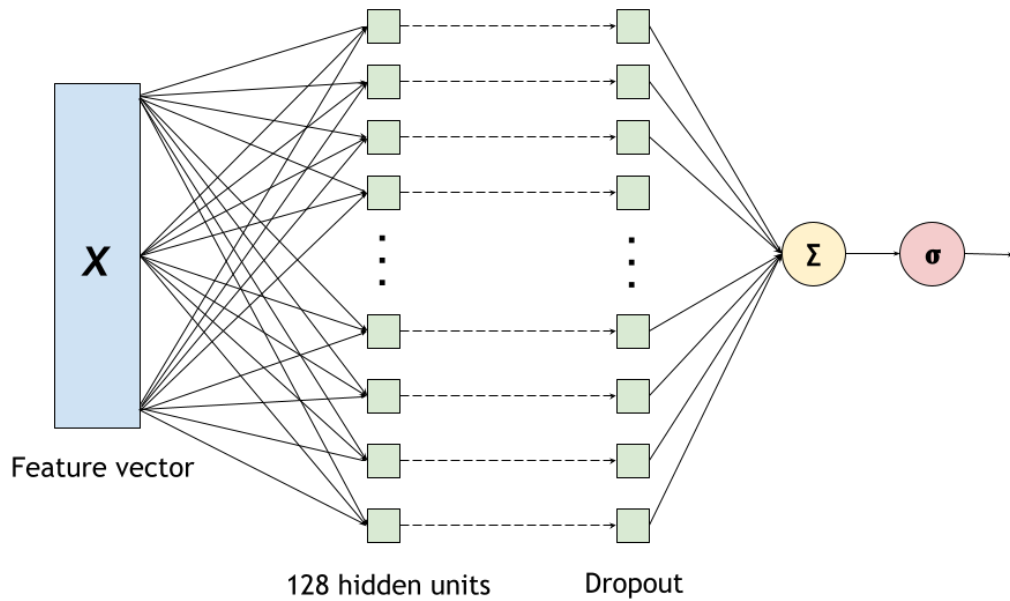 X
Σ
σ
Feature vector
128 hidden units
Dropout